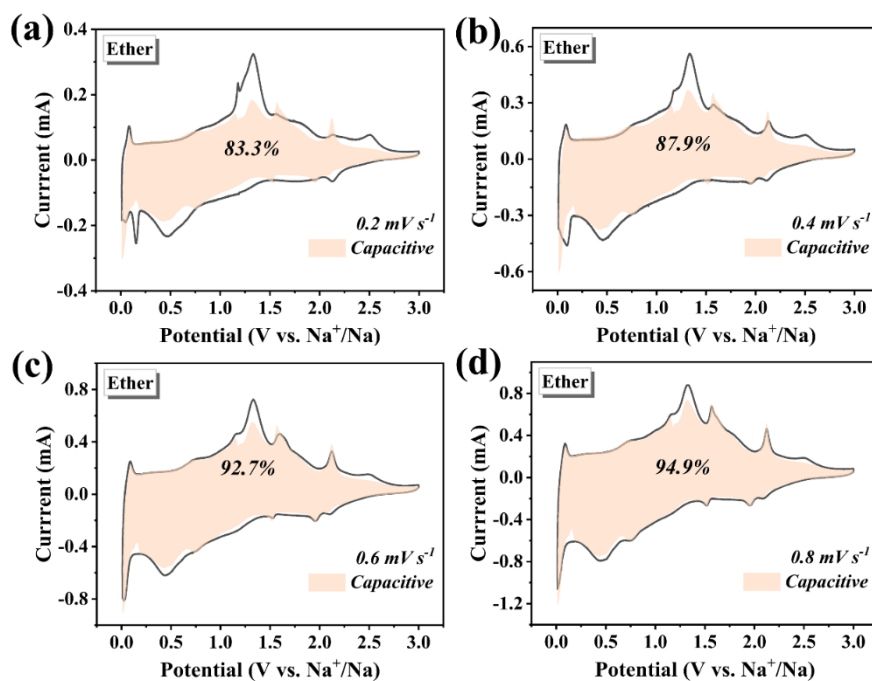 (a)
Ether
Currrent (mA)
0.4
0.2
0.0
-0.2
-0.4
83.3%
0.2 mV s⁻¹
Capacitive
0.0 0.5 1.0 1.5 2.0 2.5 3.0
Potential (V vs. Na⁺/Na)
(b)
Ether
Currrent (mA)
0.6
0.3
0.0
-0.3
-0.6
87.9%
0.4 mV s⁻¹
Capacitive
0.0 0.5 1.0 1.5 2.0 2.5 3.0
Potential (V vs. Na⁺/Na)
(c)
Ether
Currrent (mA)
0.8
0.4
0.0
-0.4
-0.8
92.7%
0.6 mV s⁻¹
Capacitive
0.0 0.5 1.0 1.5 2.0 2.5 3.0
Potential (V vs. Na⁺/Na)
(d)
Ether
Currrent (mA)
0.8
0.4
0.0
-0.4
-0.8
-1.2
94.9%
0.8 mV s⁻¹
Capacitive
0.0 0.5 1.0 1.5 2.0 2.5 3.0
Potential (V vs. Na⁺/Na)